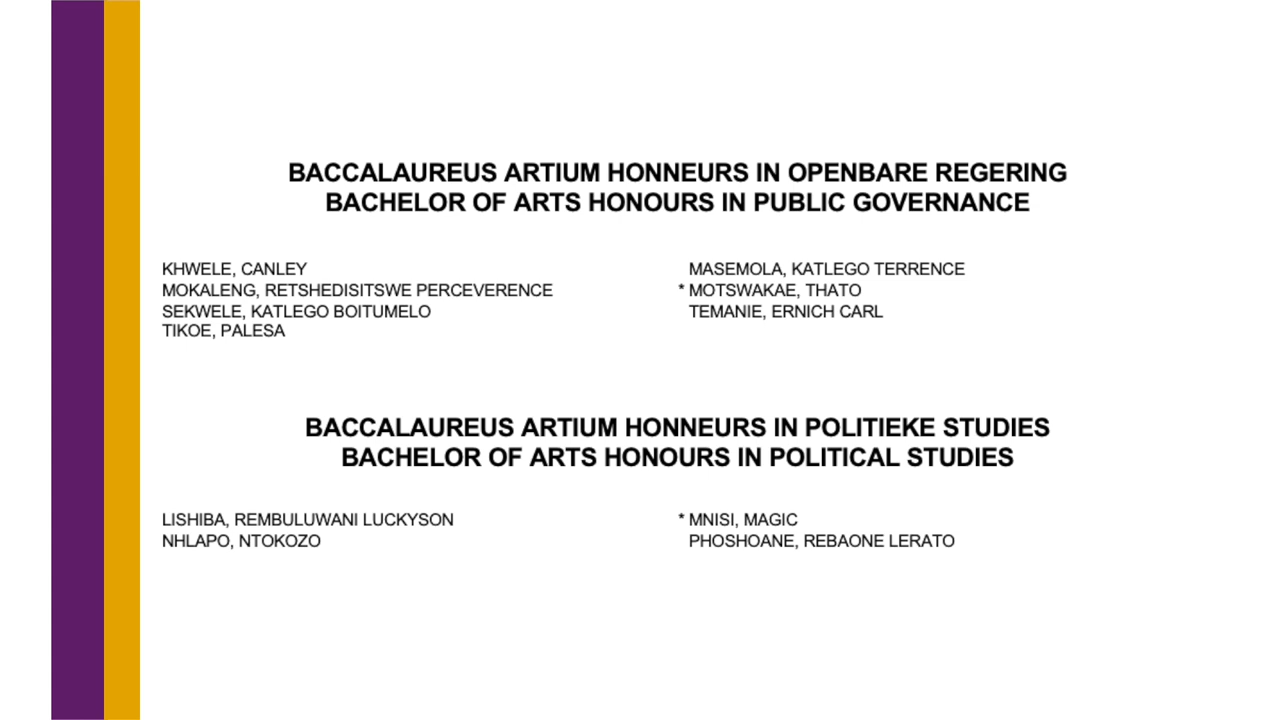 BACCALAUREUS ARTIUM HONNEURS IN OPENBARE REGERING
BACHELOR OF ARTS HONOURS IN PUBLIC GOVERNANCE
KHWELE, CANLEY
MASEMOLA, KATLEGO TERRENCE
MOKALENG, RETSHEDISITSWE PERCEVERENCE
* MOTSWAKAE, THATO
SEKWELE, KATLEGO BOITUMELO
TEMANIE, ERNICH CARL
TIKOE, PALESA
BACCALAUREUS ARTIUM HONNEURS IN POLITIEKE STUDIES
BACHELOR OF ARTS HONOURS IN POLITICAL STUDIES
LISHIBA, REMBULUWANI LUCKYSON
* MNISI, MAGIC
NHLAPO, NTOKOZO
PHOSHOANE, REBAONE LERATO